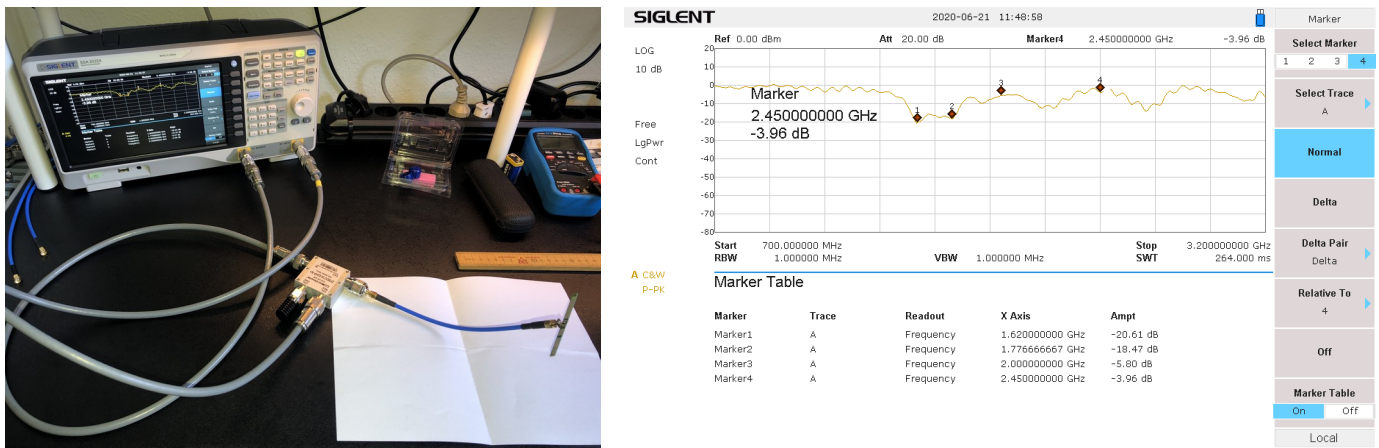 SIGLENT
SIGLENT 2020-06-21 11:48:58
Ref 0.00 dBm Att 20.00 dB Marker4 2.450000000 GHz -3.96 dB
LOG
10 dB
Free
LgPwr
Cont
20
10
0
-10
-20
-30
-40
-50
-60
-70
-80
Marker
2.450000000 GHz
-3.96 dB
1
2
3
4
Start 700.000000 MHz Stop 3.200000000 GHz
RBW 1.000000 MHz VBW 1.000000 MHz SWT 264.000 ms
A C&W
P-PK
Marker Table
Marker Trace Readout X Axis Ampt
Marker1 A Frequency 1.620000000 GHz -20.61 dB
Marker2 A Frequency 1.776666667 GHz -18.47 dB
Marker3 A Frequency 2.000000000 GHz -5.80 dB
Marker4 A Frequency 2.450000000 GHz -3.96 dB
Marker
Select Marker
1 2 3 4
Select Trace
A
Normal
Delta
Delta Pair
Delta
Relative To
4
Off
Marker Table
On Off
Local